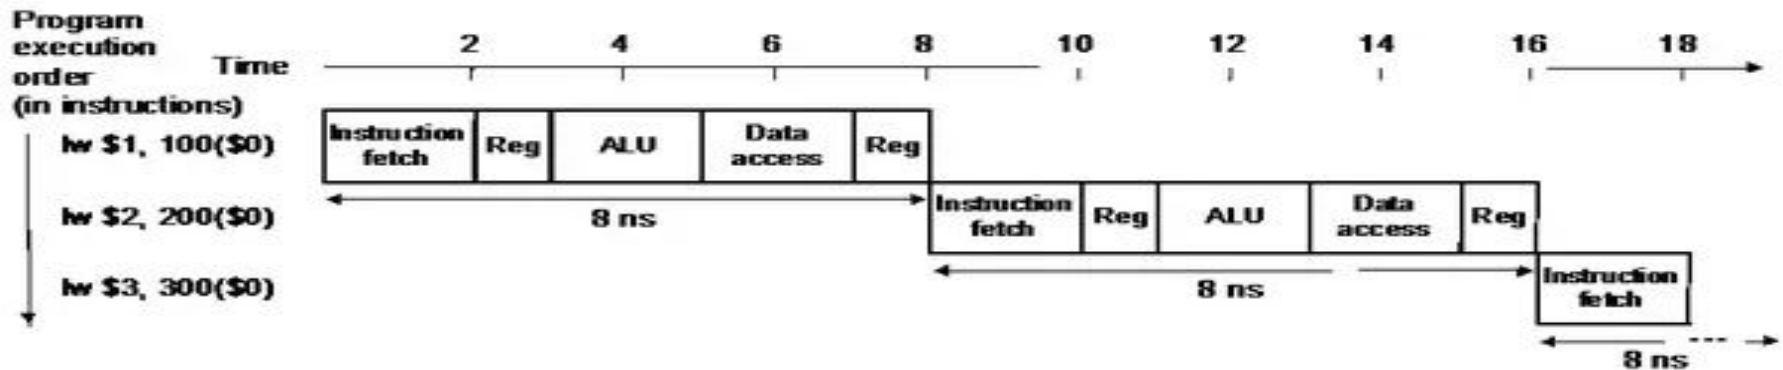 Program
execution
order
(in instructions)
Time
2 4 6 8 10 12 14 16 18
lw $1, 100($0)
Instruction fetch Reg ALU Data access Reg
8 ns
lw $2, 200($0)
Instruction fetch Reg ALU Data access Reg
8 ns
lw $3, 300($0)
Instruction fetch
8 ns
...